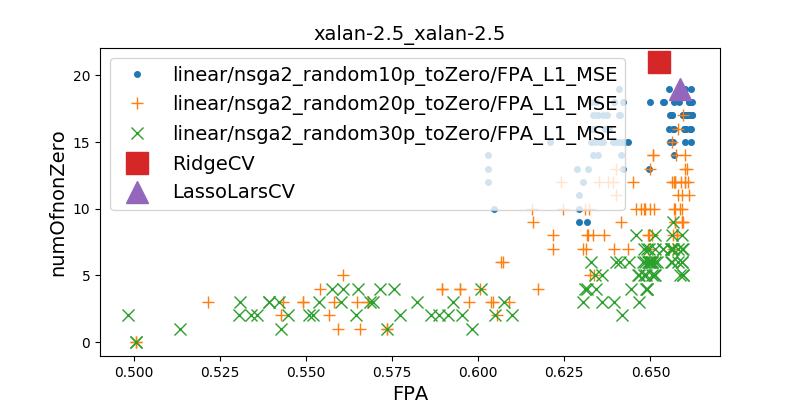 xalan-2.5_xalan-2.5
linear/nsga2_random10p_toZero/FPA_L1_MSE
linear/nsga2_random20p_toZero/FPA_L1_MSE
linear/nsga2_random30p_toZero/FPA_L1_MSE
RidgeCV
LassoLarsCV
numOfnonZero
20
15
10
5
0
0.500 0.525 0.550 0.575 0.600 0.625 0.650
FPA